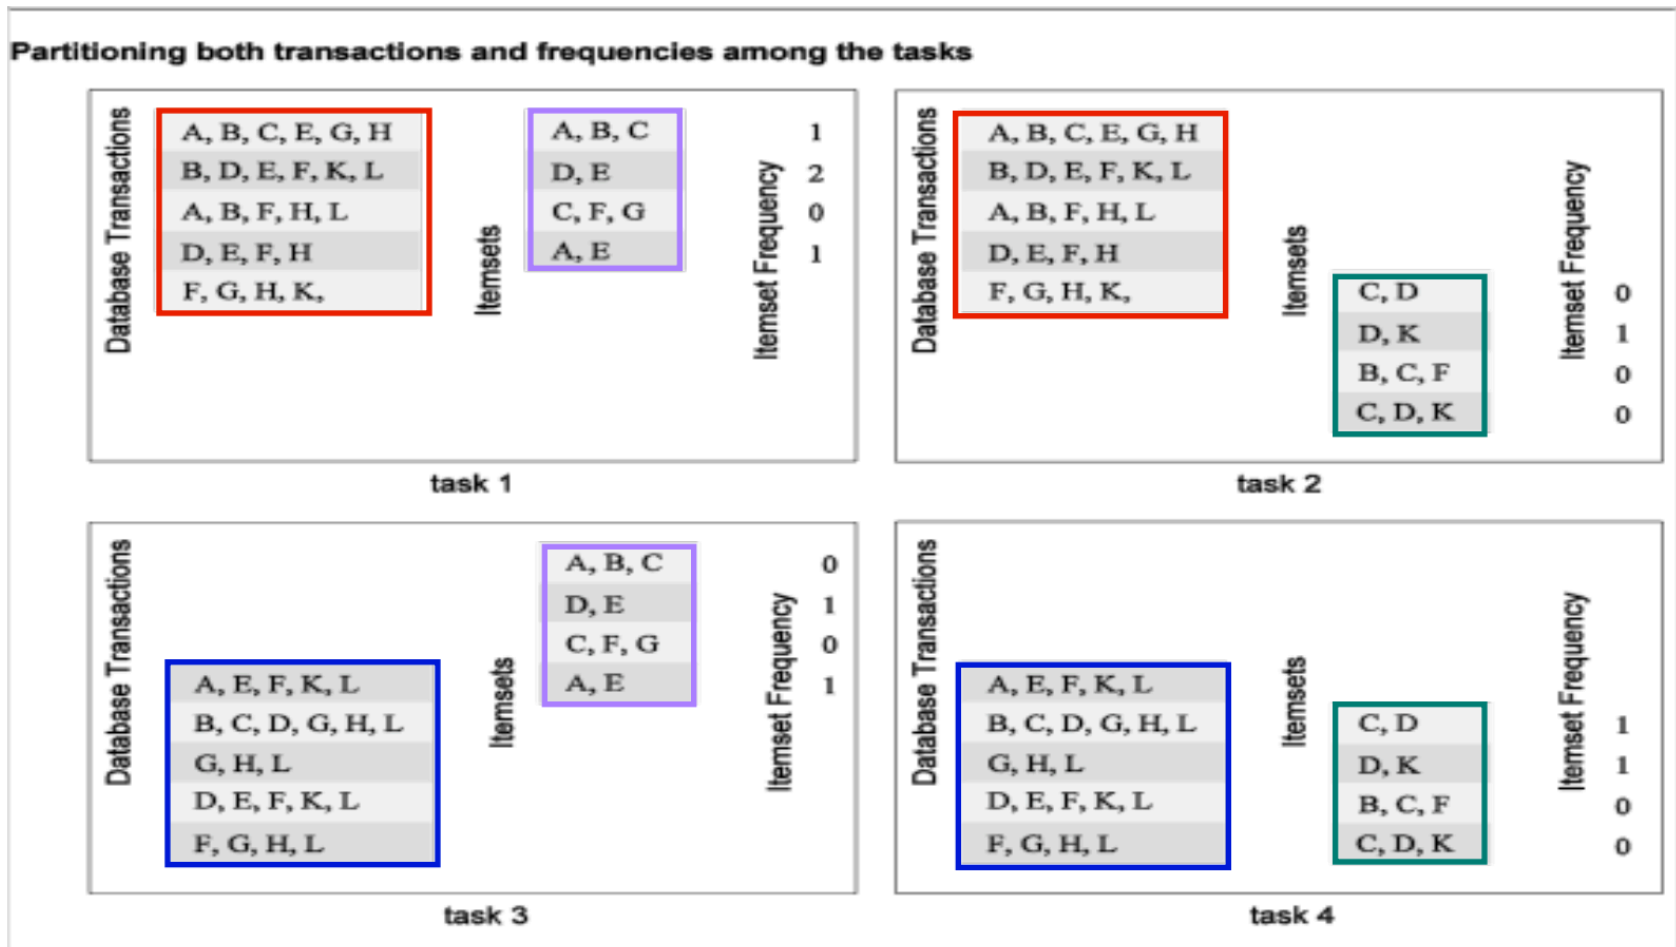 Partitioning both transactions and frequencies among the tasks
Database Transactions
A, B, C, E, G, H
B, D, E, F, K, L
A, B, F, H, L
D, E, F, H
F, G, H, K,
Itemsets
A, B, C
D, E
C, F, G
A, E
Itemset Frequency
1
2
0
1
task 1
Database Transactions
A, B, C, E, G, H
B, D, E, F, K, L
A, B, F, H, L
D, E, F, H
F, G, H, K,
Itemsets
C, D
D, K
B, C, F
C, D, K
Itemset Frequency
0
1
0
0
task 2
Database Transactions
A, E, F, K, L
B, C, D, G, H, L
G, H, L
D, E, F, K, L
F, G, H, L
Itemsets
A, B, C
D, E
C, F, G
A, E
Itemset Frequency
0
1
0
1
task 3
Database Transactions
A, E, F, K, L
B, C, D, G, H, L
G, H, L
D, E, F, K, L
F, G, H, L
Itemsets
C, D
D, K
B, C, F
C, D, K
Itemset Frequency
1
1
0
0
task 4